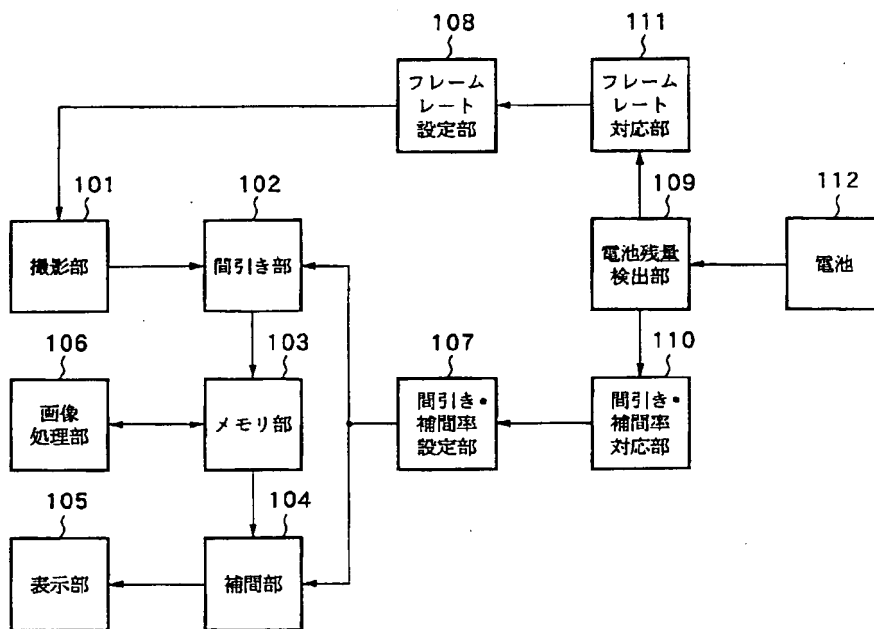 108
フレーム
レート
設定部
111
フレーム
レート
対応部
101
撮影部
102
間引き部
109
電池残量
検出部
112
電池
106
画像
処理部
103
メモリ部
107
間引き・
補間率
設定部
110
間引き・
補間率
対応部
105
表示部
104
補間部